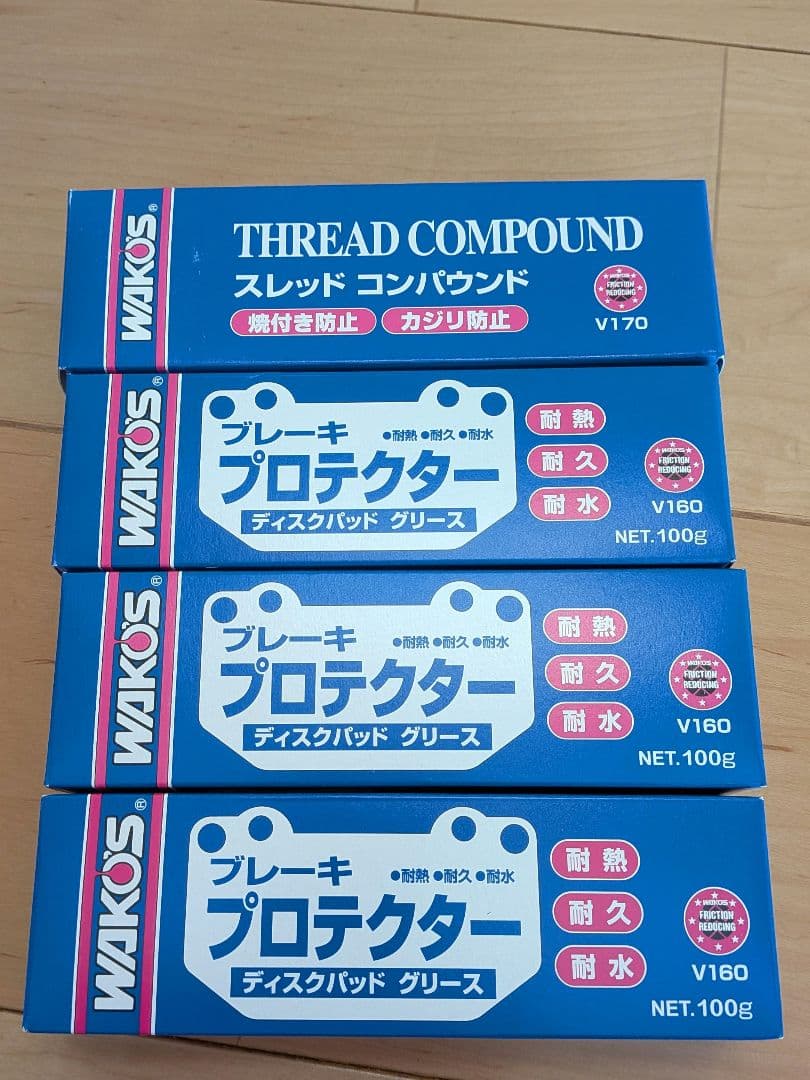 WAKO'S®
THREAD COMPOUND
スレッド コンパウンド
焼付き防止 カジリ防止
WAKO'S
FRICTION
REDUCING
V170
WAKO'S®
ブレーキ ●耐熱 ●耐久 ●耐水
プロテクター
ディスクパッド グリース
耐熱
耐久
耐水
WAKO'S
FRICTION
REDUCING
V160
NET.100g
WAKO'S®
ブレーキ ●耐熱 ●耐久 ●耐水
プロテクター
ディスクパッド グリース
耐熱
耐久
耐水
WAKO'S
FRICTION
REDUCING
V160
NET.100g
WAKO'S®
ブレーキ ●耐熱 ●耐久 ●耐水
プロテクター
ディスクパッド グリース
耐熱
耐久
耐水
WAKO'S
FRICTION
REDUCING
V160
NET.100g